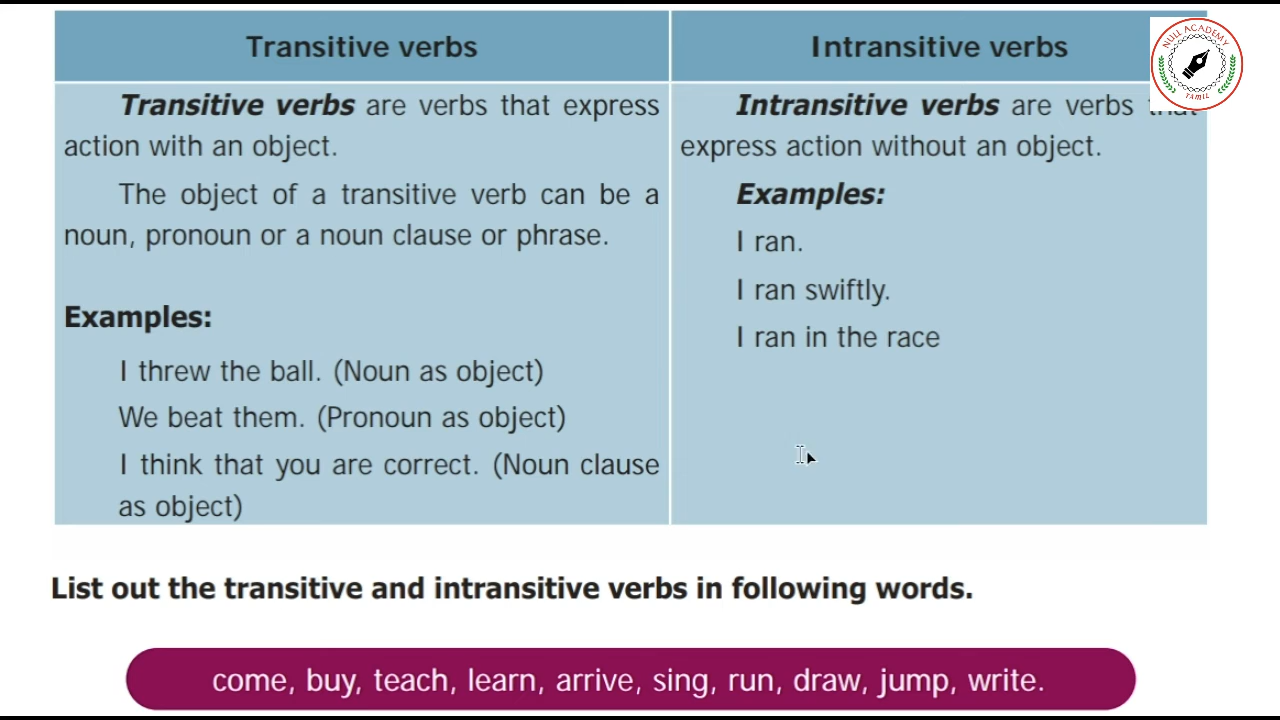 Transitive verbs
Transitive verbs are verbs that express
action with an object.
The object of a transitive verb can be a
noun, pronoun or a noun clause or phrase.
Examples:
I threw the ball. (Noun as object)
We beat them. (Pronoun as object)
I think that you are correct. (Noun clause
as object)
Intransitive verbs
Intransitive verbs are verbs that
express action without an object.
Examples:
I ran.
I ran swiftly.
I ran in the race
NULL ACADEMY
TAMIL
List out the transitive and intransitive verbs in following words.
come, buy, teach, learn, arrive, sing, run, draw, jump, write.